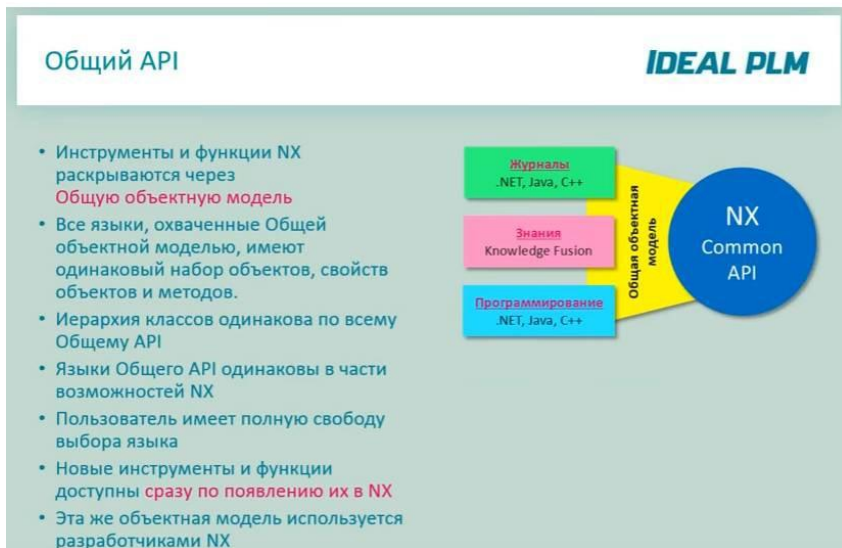 Общий API
IDEAL PLM
• Инструменты и функции NX
раскрываются через
Общую объектную модель
• Все языки, охваченные Общей
объектной моделью, имеют
одинаковый набор объектов, свойств
объектов и методов.
• Иерархия классов одинакова по всему
Общему API
• Языки Общего API одинаковы в части
возможностей NX
• Пользователь имеет полную свободу
выбора языка
• Новые инструменты и функции
доступны сразу по появлению их в NX
• Эта же объектная модель используется
разработчиками NX
Журналы
.NET, Java, C++
Знания
Knowledge Fusion
Программирование
.NET, Java, C++
Общая объектная
модель
NX
Common
API